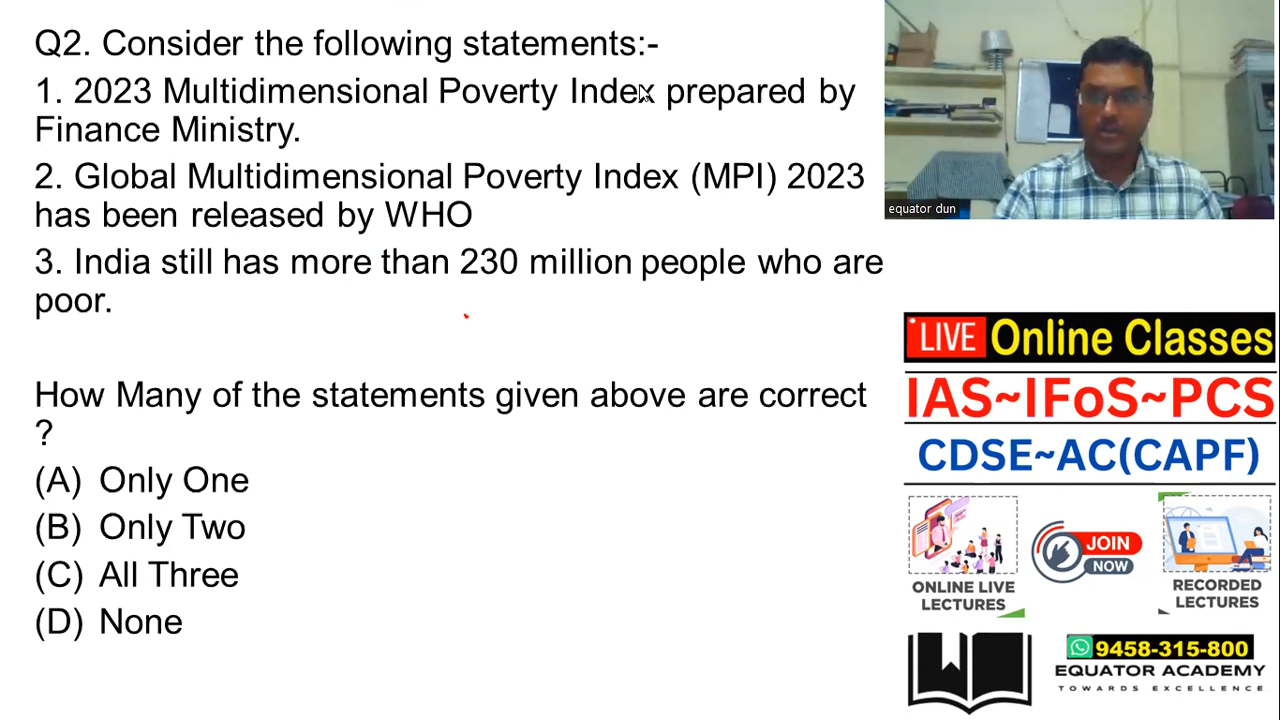 Q2. Consider the following statements:-
1. 2023 Multidimensional Poverty Index prepared by
Finance Ministry.
2. Global Multidimensional Poverty Index (MPI) 2023
has been released by WHO
3. India still has more than 230 million people who are
poor.
How Many of the statements given above are correct
?
(A) Only One
(B) Only Two
(C) All Three
(D) None
equator dun
LIVE Online Classes
IAS~IFoS~PCS
CDSE~AC(CAPF)
ONLINE LIVE
LECTURES
JOIN
NOW
RECORDED
LECTURES
9458-315-800
EQUATOR ACADEMY
TOWARDS EXCELLENCE